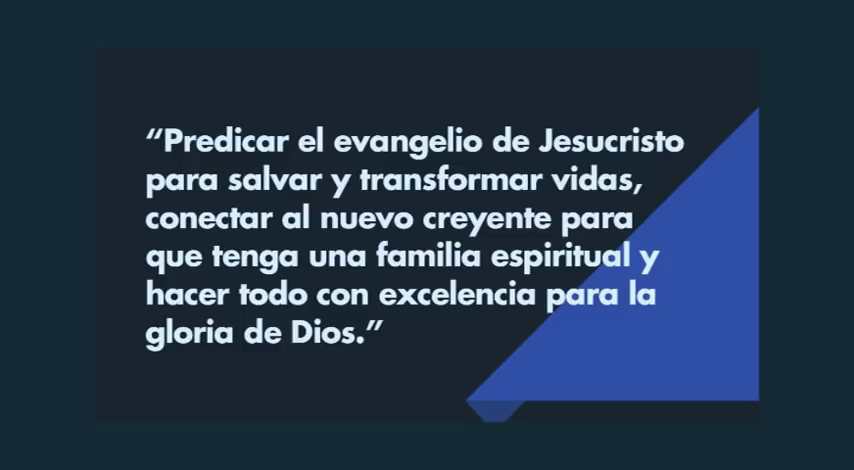 “Predicar el evangelio de Jesucristo
para salvar y transformar vidas,
conectar al nuevo creyente para
que tenga una familia espiritual y
hacer todo con excelencia para la
gloria de Dios.”